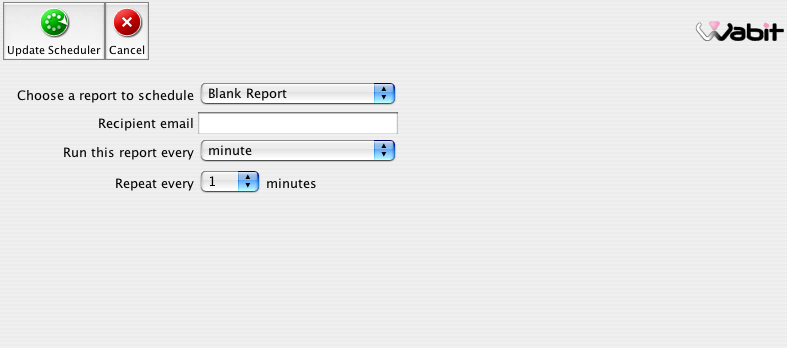 Update Scheduler Cancel
Wabit
Choose a report to schedule Blank Report
Recipient email
Run this report every minute
Repeat every 1 minutes